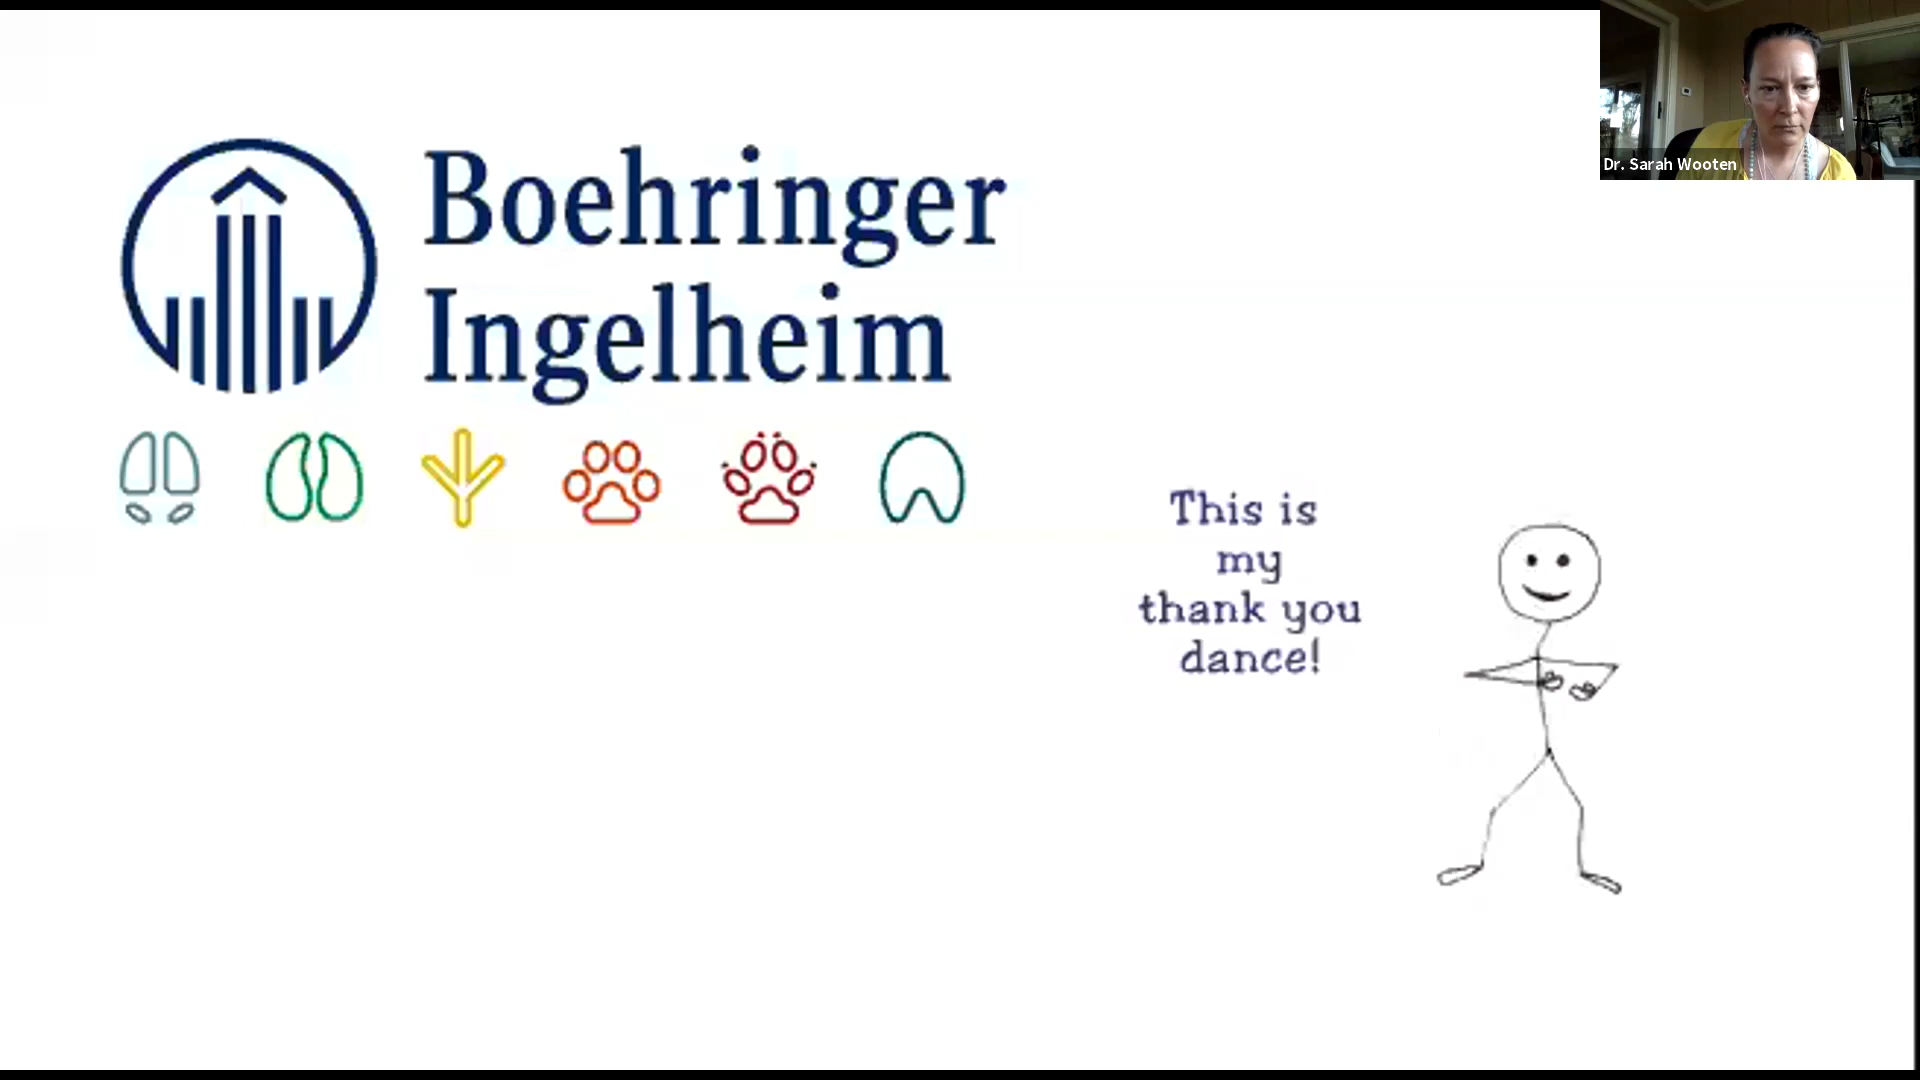 Boehringer
Ingelheim
This is
my
thank you
dance!
Dr. Sarah Wooten